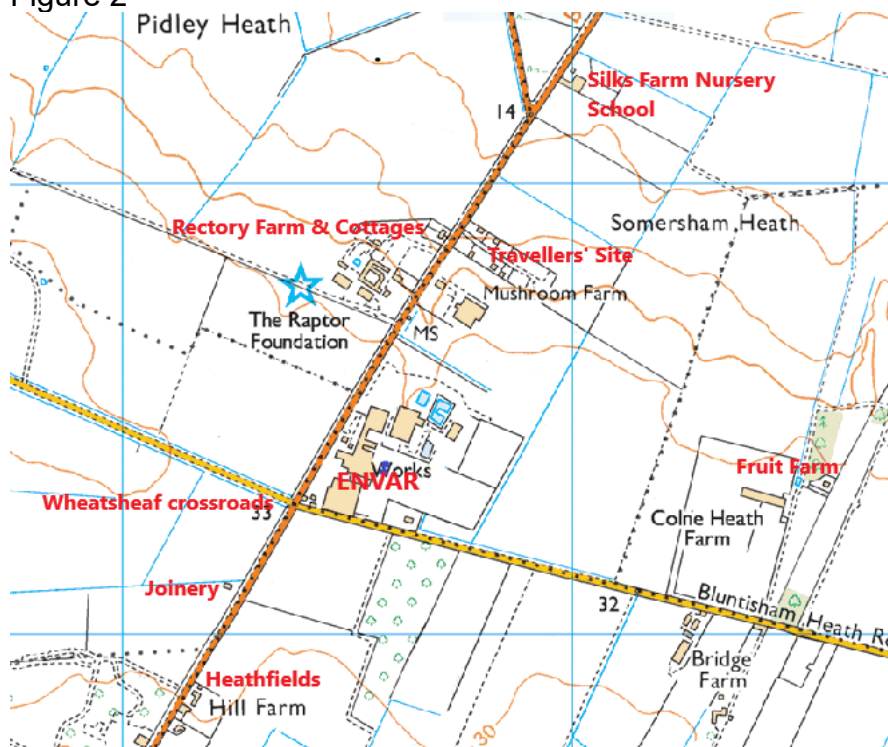 Figure 2
Pidley Heath
Silks Farm Nursery
School
14
Somersham Heath
Rectory Farm & Cottages
Travellers' Site
Mushroom Farm
The Raptor
Foundation
MS
Works
ENVAR
Fruit Farm
Wheatsheaf crossroads
33
Colne Heath
Farm
Joinery
32
Bluntisham Heath
Bridge
Farm
Heathfields
Hill Farm
30